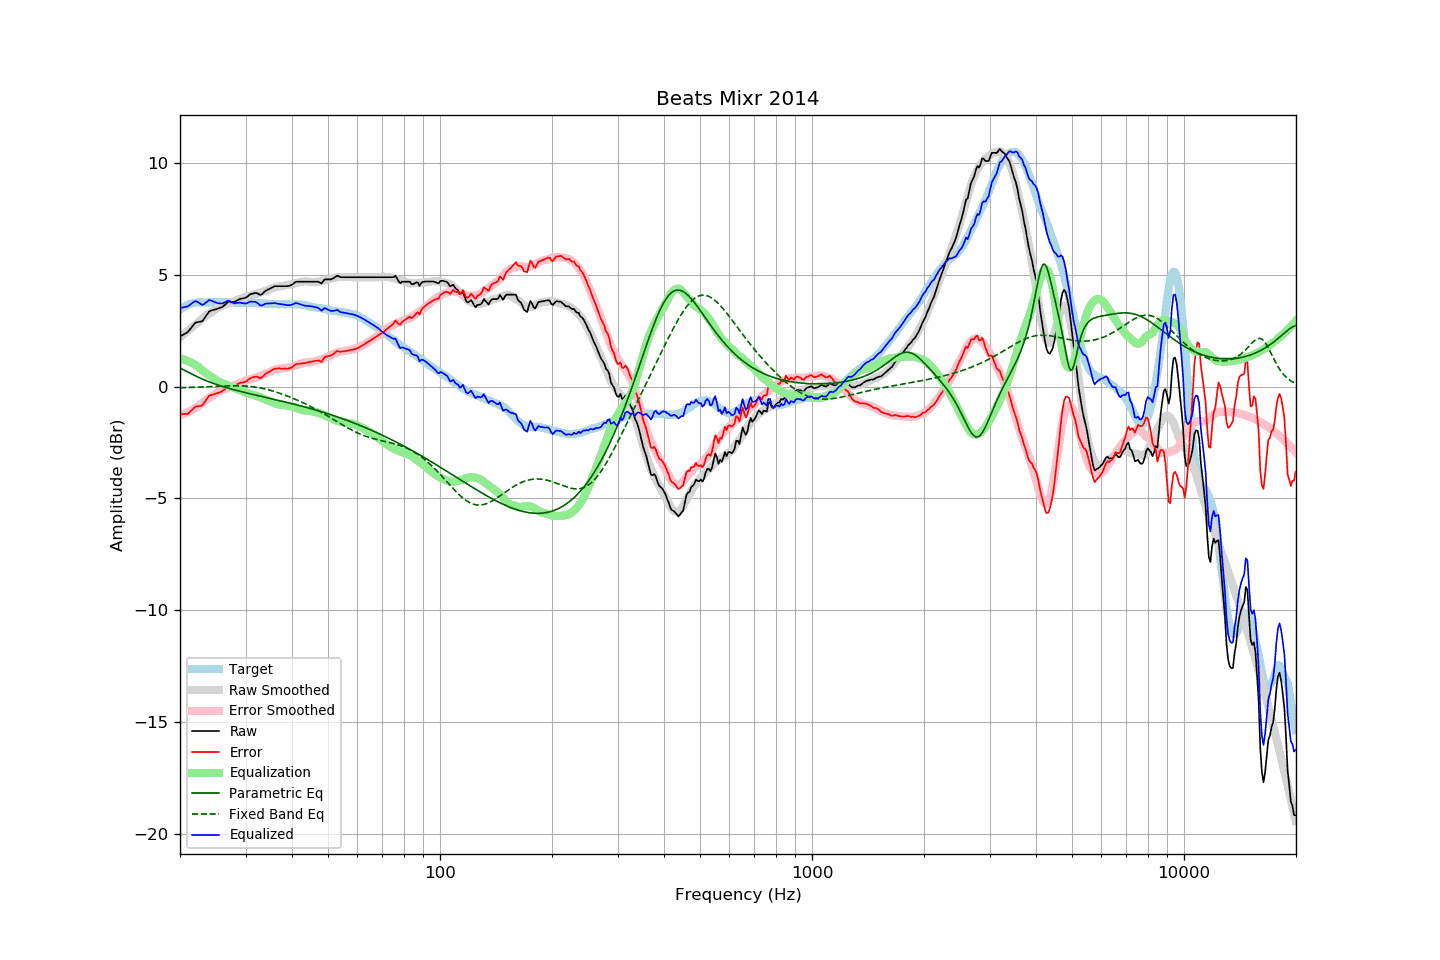 Beats Mixr 2014
10
5
0
−5
−10
−15
−20
Amplitude (dBr)
Target
Raw Smoothed
Error Smoothed
Raw
Error
Equalization
Parametric Eq
Fixed Band Eq
Equalized
100
1000
10000
Frequency (Hz)